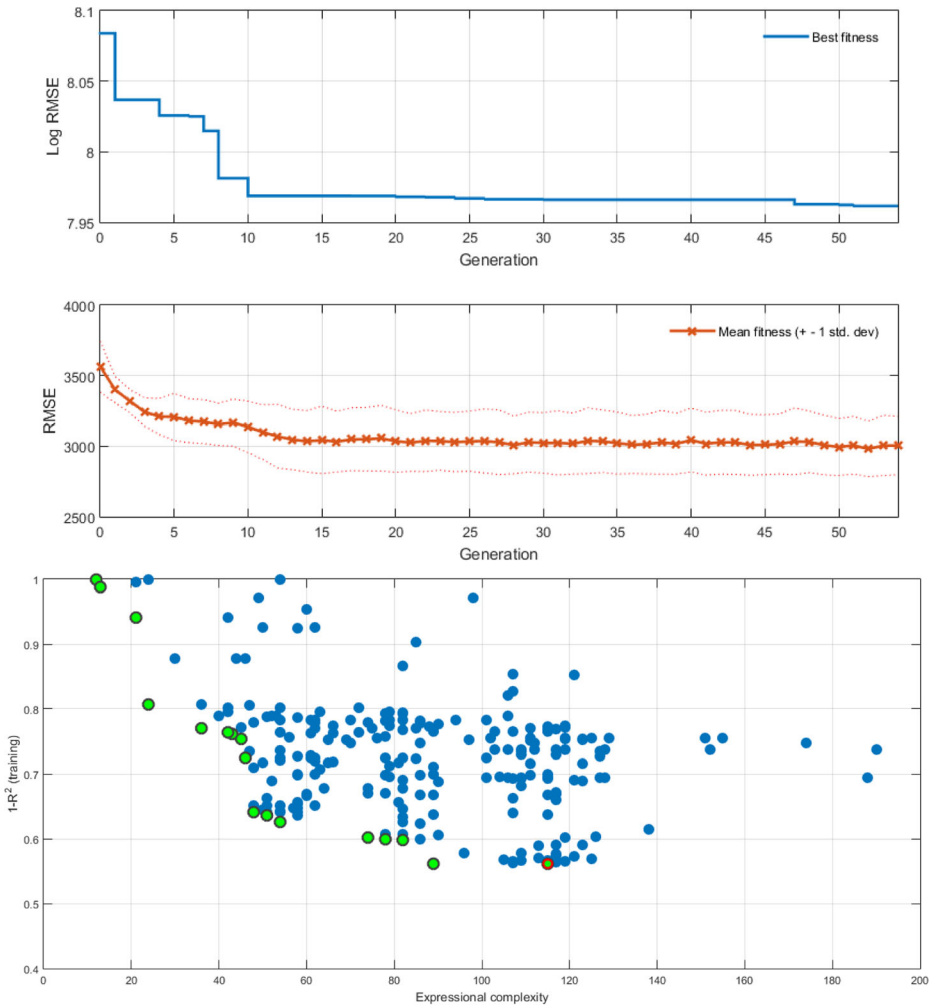 8.1
Best fitness
8.05
Log RMSE
8
7.95
0 5 10 15 20 25 30 35 40 45 50
Generation
4000
Mean fitness (+ - 1 std. dev)
3500
RMSE
3000
2500
0 5 10 15 20 25 30 35 40 45 50
Generation
1
0.9
0.8
0.7
1-R² (training)
0.6
0.5
0.4
0 20 40 60 80 100 120 140 160 180 200
Expressional complexity